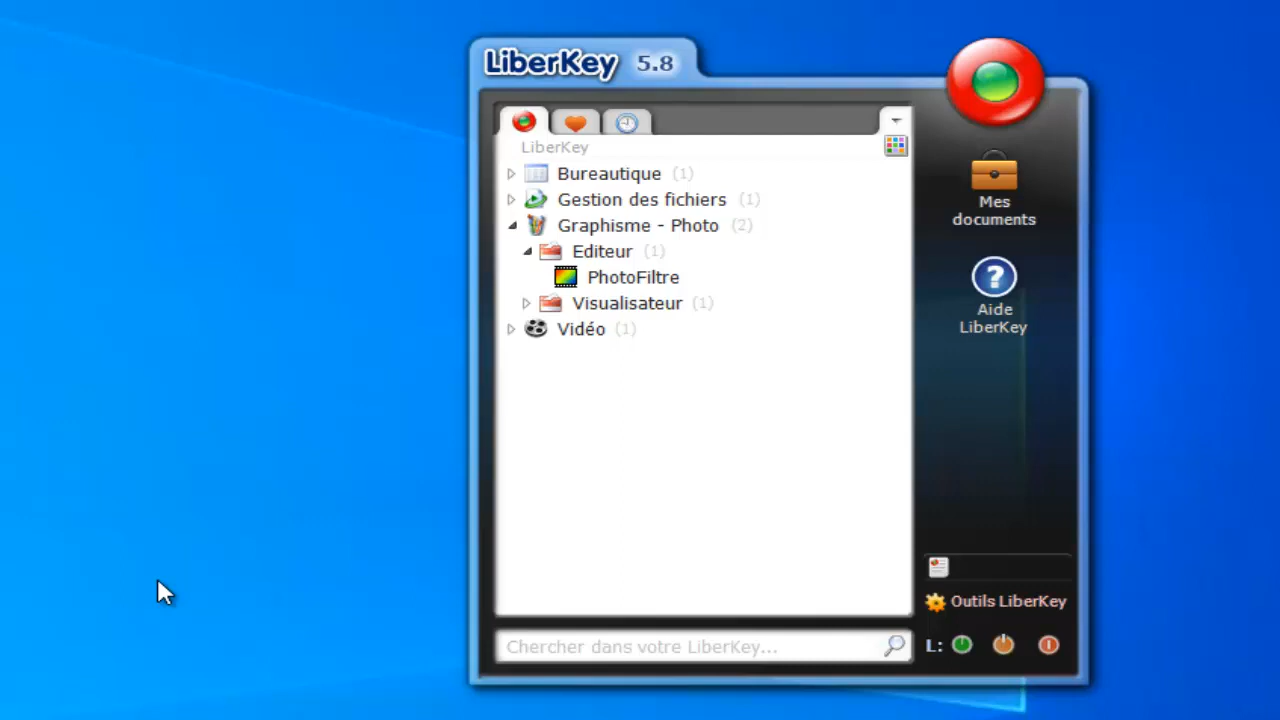 LiberKey 5.8
LiberKey
Bureautique (1)
Gestion des fichiers (1)
Graphisme - Photo (2)
Editeur (1)
PhotoFiltre
Visualisateur (1)
Vidéo (1)
Chercher dans votre LiberKey...
Mes
documents
?
Aide
LiberKey
Outils LiberKey
L: